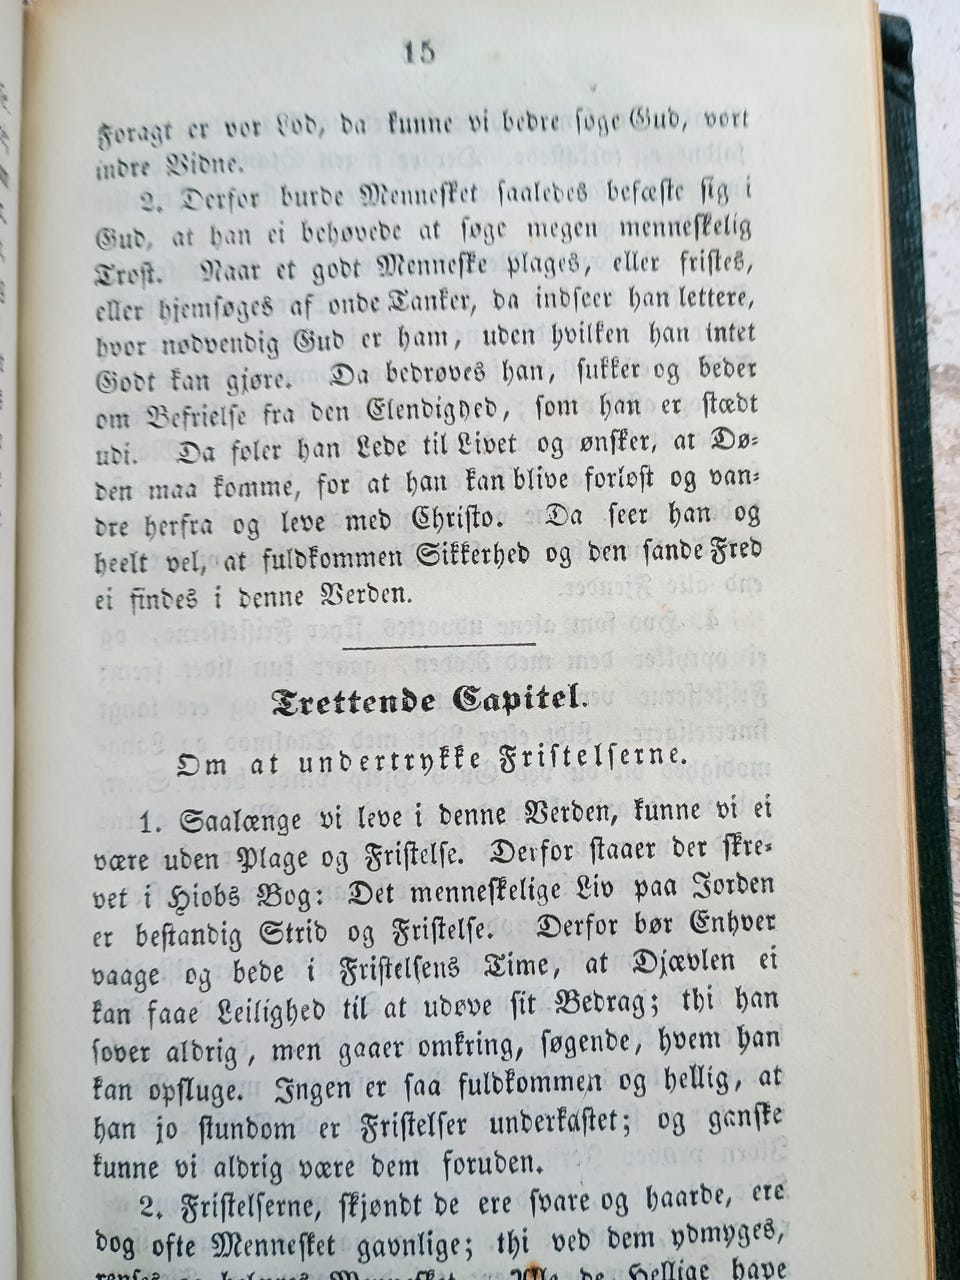 15
Foragt er vor Lod, da kunne vi bedre søge Gud, vort
indre Vidne.
2. Derfor burde Mennesket saaledes befæste sig i
Gud, at han ei behøvede at søge megen menneskelig
Trøst. Naar et godt Menneske plages, eller fristes,
eller hjemsøges af onde Tanker, da indseer han lettere,
hvor nødvendig Gud er ham, uden hvilken han intet
Godt kan gjøre. Da bedrøves han, sukker og beder
om Befrielse fra den Elendighed, som han er stædt
udi. Da føler han Lede til Livet og ønsker, at Dø-
den maa komme, for at han kan blive forløst og van-
dre herfra og leve med Christo. Da seer han og
heelt vel, at fuldkommen Sikkerhed og den sande Fred
ei findes i denne Verden.
Trettende Capitel.
Om at undertrykke Fristelserne.
1. Saalænge vi leve i denne Verden, kunne vi ei
være uden Plage og Fristelse. Derfor staaer der skre-
vet i Hiobs Bog: Det menneskelige Liv paa Jorden
er bestandig Strid og Fristelse. Derfor bør Enhver
vaage og bede i Fristelsens Time, at Djævlen ei
kan faae Leilighed til at udøve sit Bedrag; thi han
sover aldrig, men gaaer omkring, søgende, hvem han
kan opsluge. Ingen er saa fuldkommen og hellig, at
han jo stundom er Fristelser underkastet; og ganske
kunne vi aldrig være dem foruden.
2. Fristelserne, skjøndt de ere svare og haarde, ere
dog ofte Mennesket gavnlige; thi ved dem ydmyges,
renses og Mennesket. Alle de Hellige have